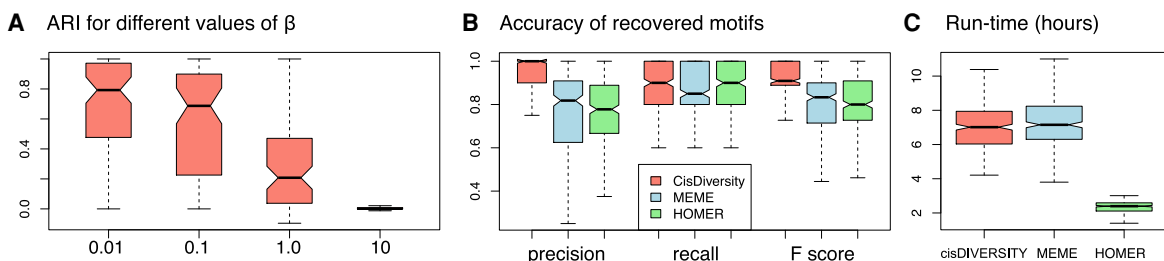 A ARI for different values of β
0.8
0.4
0.0
0.01 0.1 1.0 10
B Accuracy of recovered motifs
1.0
0.8
0.6
0.4
CisDiversity
MEME
HOMER
precision recall F score
C Run-time (hours)
10
8
6
4
2
cisDIVERSITY MEME HOMER